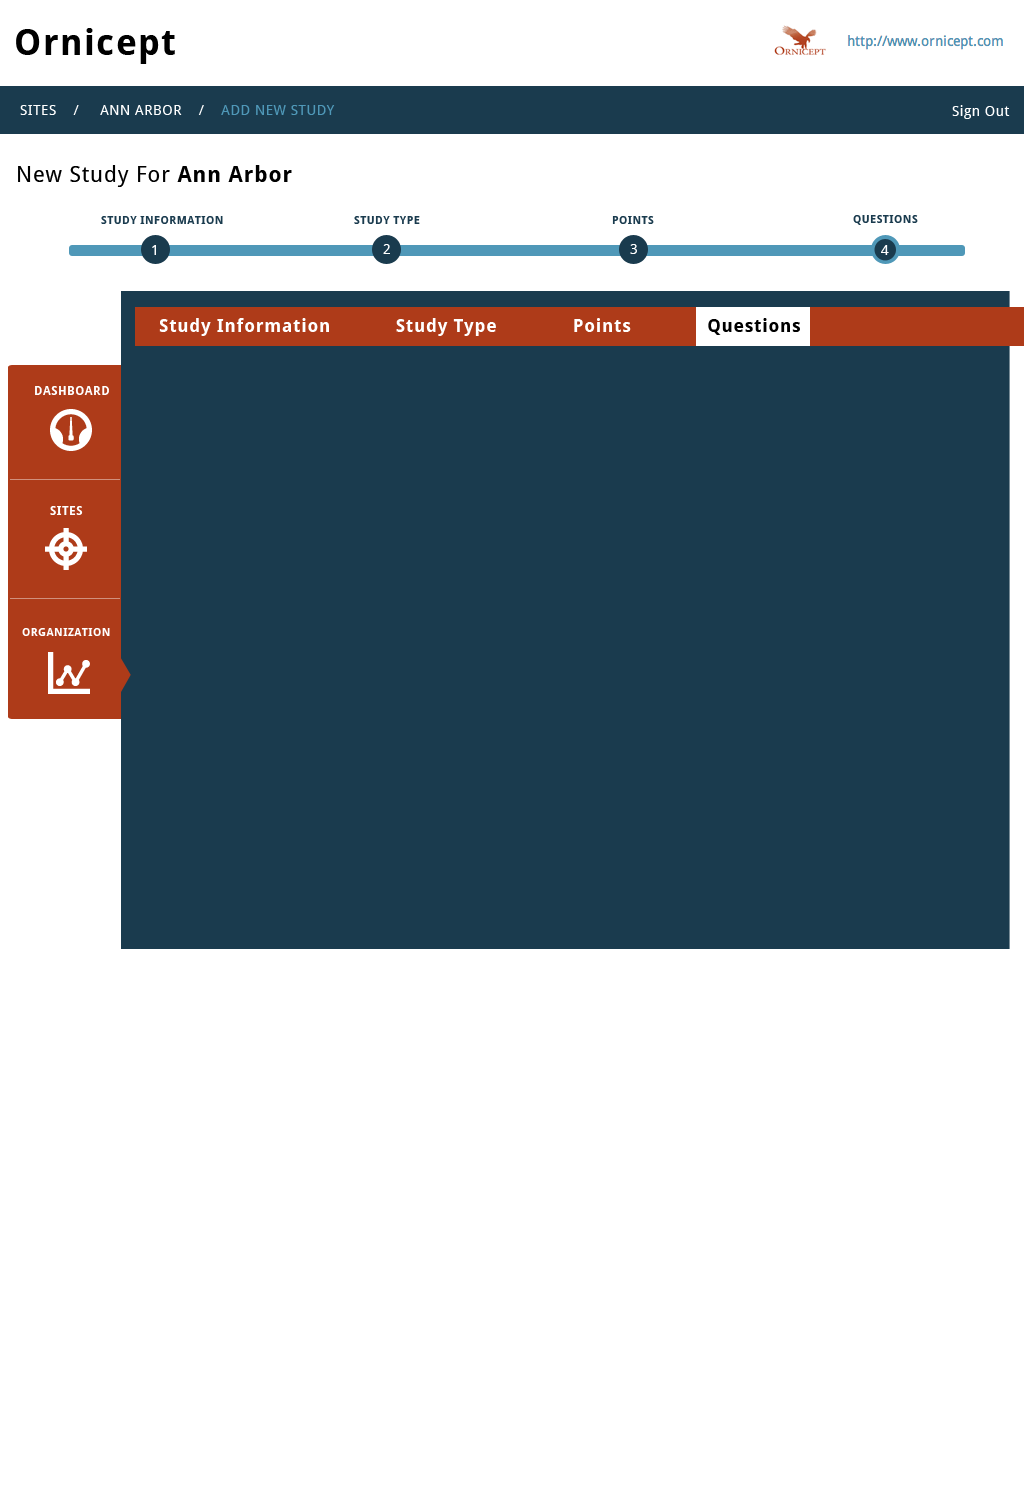 Ornicept
ORNICEPT
http://www.ornicept.com
SITES / ANN ARBOR / ADD NEW STUDY
Sign Out
New Study For Ann Arbor
STUDY INFORMATION STUDY TYPE POINTS QUESTIONS
1 2 3 4
Study Information Study Type Points Questions
DASHBOARD
SITES
ORGANIZATION